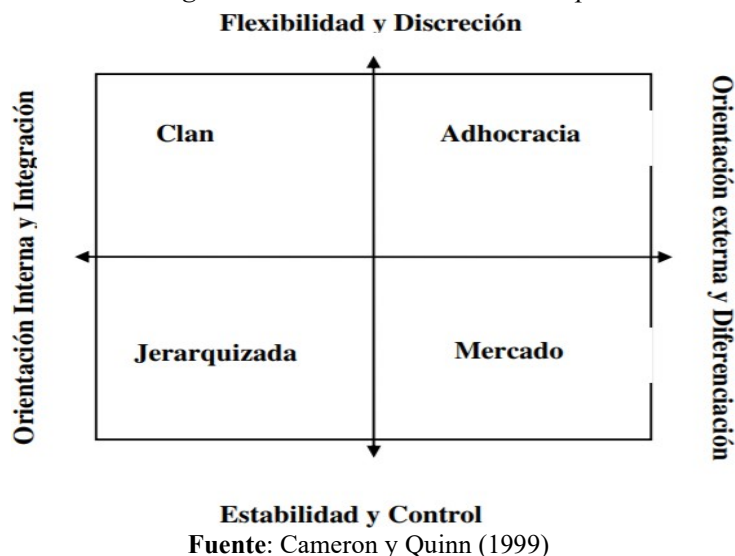 Flexibilidad y Discreción
Orientación Interna y Integración
Clan
Adhocracia
Orientación externa y Diferenciación
Jerarquizada
Mercado
Estabilidad y Control
Fuente: Cameron y Quinn (1999)